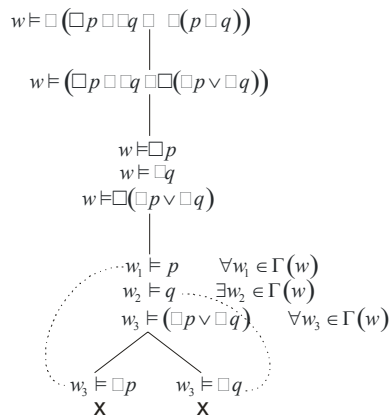 w ⊨ □(□p □ □q □ □(p □ q))
w ⊨ (□p □ □q □ □(□p ∨ □q))
w ⊨ □p
w ⊨ □q
w ⊨ □(□p ∨ □q)
w₁ ⊨ p ∀w₁ ∈ Γ(w)
w₂ ⊨ q ∃w₂ ∈ Γ(w)
w₃ ⊨ (□p ∨ □q) ∀w₃ ∈ Γ(w)
w₃ ⊨ □p w₃ ⊨ □q
X X